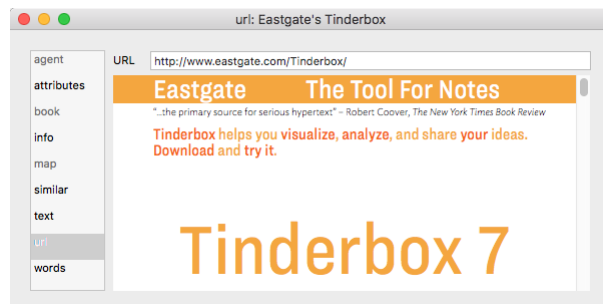 url: Eastgate's Tinderbox
agent
attributes
book
info
map
similar
text
url
words
URL http://www.eastgate.com/Tinderbox/
Eastgate The Tool For Notes
"...the primary source for serious hypertext" – Robert Coover, The New York Times Book Review
Tinderbox helps you visualize, analyze, and share your ideas.
Download and try it.
Tinderbox 7